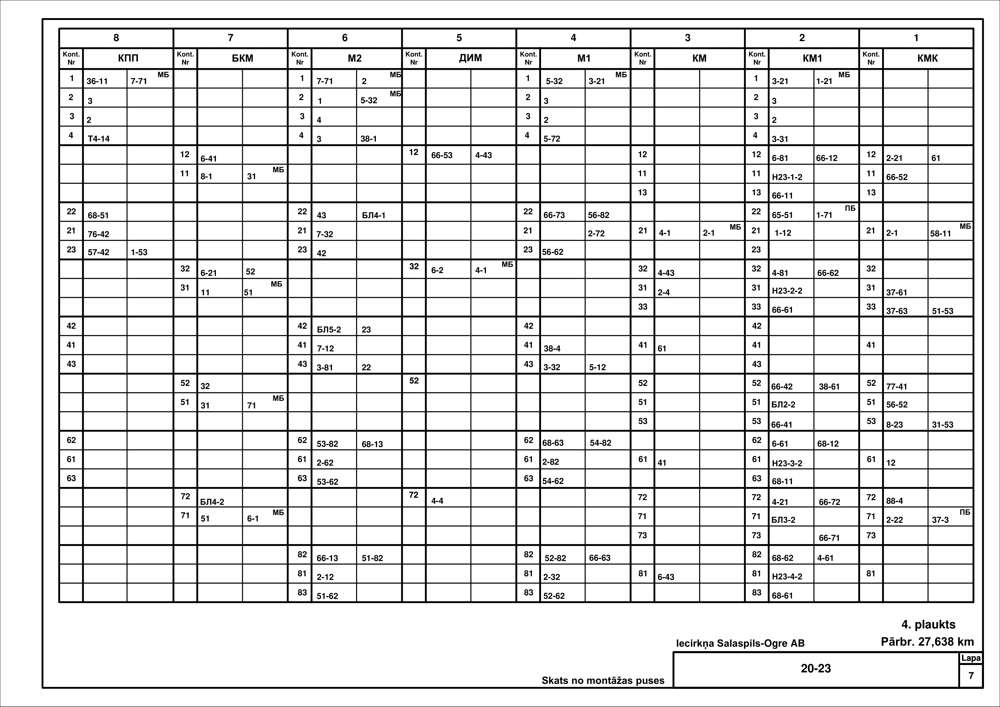 8 7 6 5 4 3 2 1
Kont. Nr КПП Kont. Nr БКМ Kont. Nr М2 Kont. Nr ДИМ Kont. Nr М1 Kont. Nr КМ Kont. Nr КМ1 Kont. Nr КМК
1 36-11 7-71 МБ 1 7-71 2 МБ 1 5-32 3-21 МБ 1 3-21 1-21 МБ
2 3 2 1 5-32 МБ 2 3 2 3
3 2 3 4 3 2 3 2
4 Т4-14 4 3 38-1 4 5-72 4 3-31
12 6-41 12 66-53 4-43 12 12 6-81 66-12 12 2-21 61
11 8-1 31 МБ 11 11 Н23-1-2 11 66-52
13 13 66-11 13
22 68-51 22 43 БЛ4-1 22 66-73 56-82 22 65-51 1-71 ПБ
21 76-42 21 7-32 21 2-72 21 4-1 2-1 МБ 21 1-12 21 2-1 58-11 МБ
23 57-42 1-53 23 42 23 56-62 23
32 6-21 52 32 6-2 4-1 МБ 32 4-43 32 4-81 66-62 32
31 11 51 МБ 31 2-4 31 Н23-2-2 31 37-61
33 33 66-61 33 37-63 51-53
42 42 БЛ5-2 23 42 42
41 41 7-12 41 38-4 41 61 41 41
43 43 3-81 22 43 3-32 5-12 43
52 32 52 52 52 66-42 38-61 52 77-41
51 31 71 МБ 51 51 БЛ2-2 51 56-52
53 53 66-41 53 8-23 31-53
62 62 53-82 68-13 62 68-63 54-82 62 6-61 68-12
61 61 2-62 61 2-82 61 41 61 Н23-3-2 61 12
63 63 53-62 63 54-62 63 68-11
72 БЛ4-2 72 4-4 72 72 4-21 66-72 72 88-4
71 51 6-1 МБ 71 71 БЛ3-2 71 2-22 37-3 ПБ
73 73 66-71 73
82 66-13 51-82 82 52-82 66-63 82 68-62 4-61
81 2-12 81 2-32 81 6-43 81 Н23-4-2 81
83 51-62 83 52-62 83 68-61
4. plaukts
Iecirkņa Salaspils-Ogre AB Pārbr. 27,638 km
Lapa
20-23
7
Skats no montāžas puses